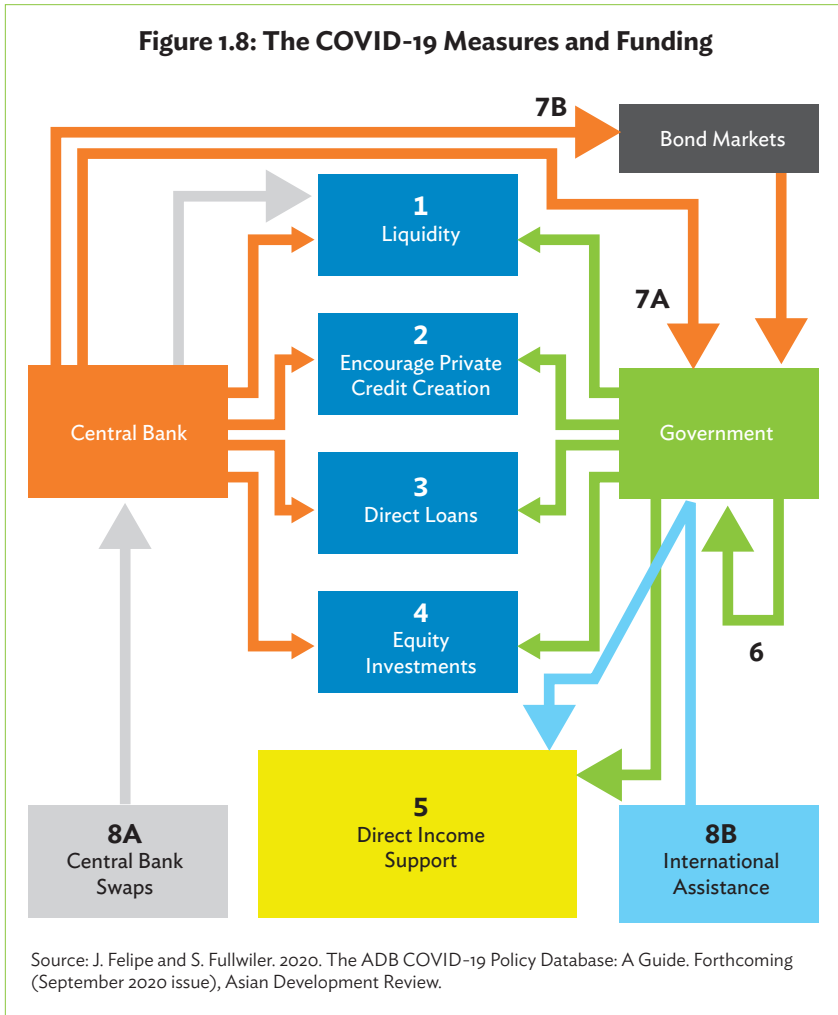 Figure 1.8: The COVID-19 Measures and Funding
7B
Bond Markets
1
Liquidity
7A
2
Encourage Private
Credit Creation
Central Bank
Government
3
Direct Loans
4
Equity
Investments
6
5
Direct Income
Support
8A
Central Bank
Swaps
8B
International
Assistance
Source: J. Felipe and S. Fullwiler. 2020. The ADB COVID-19 Policy Database: A Guide. Forthcoming
(September 2020 issue), Asian Development Review.